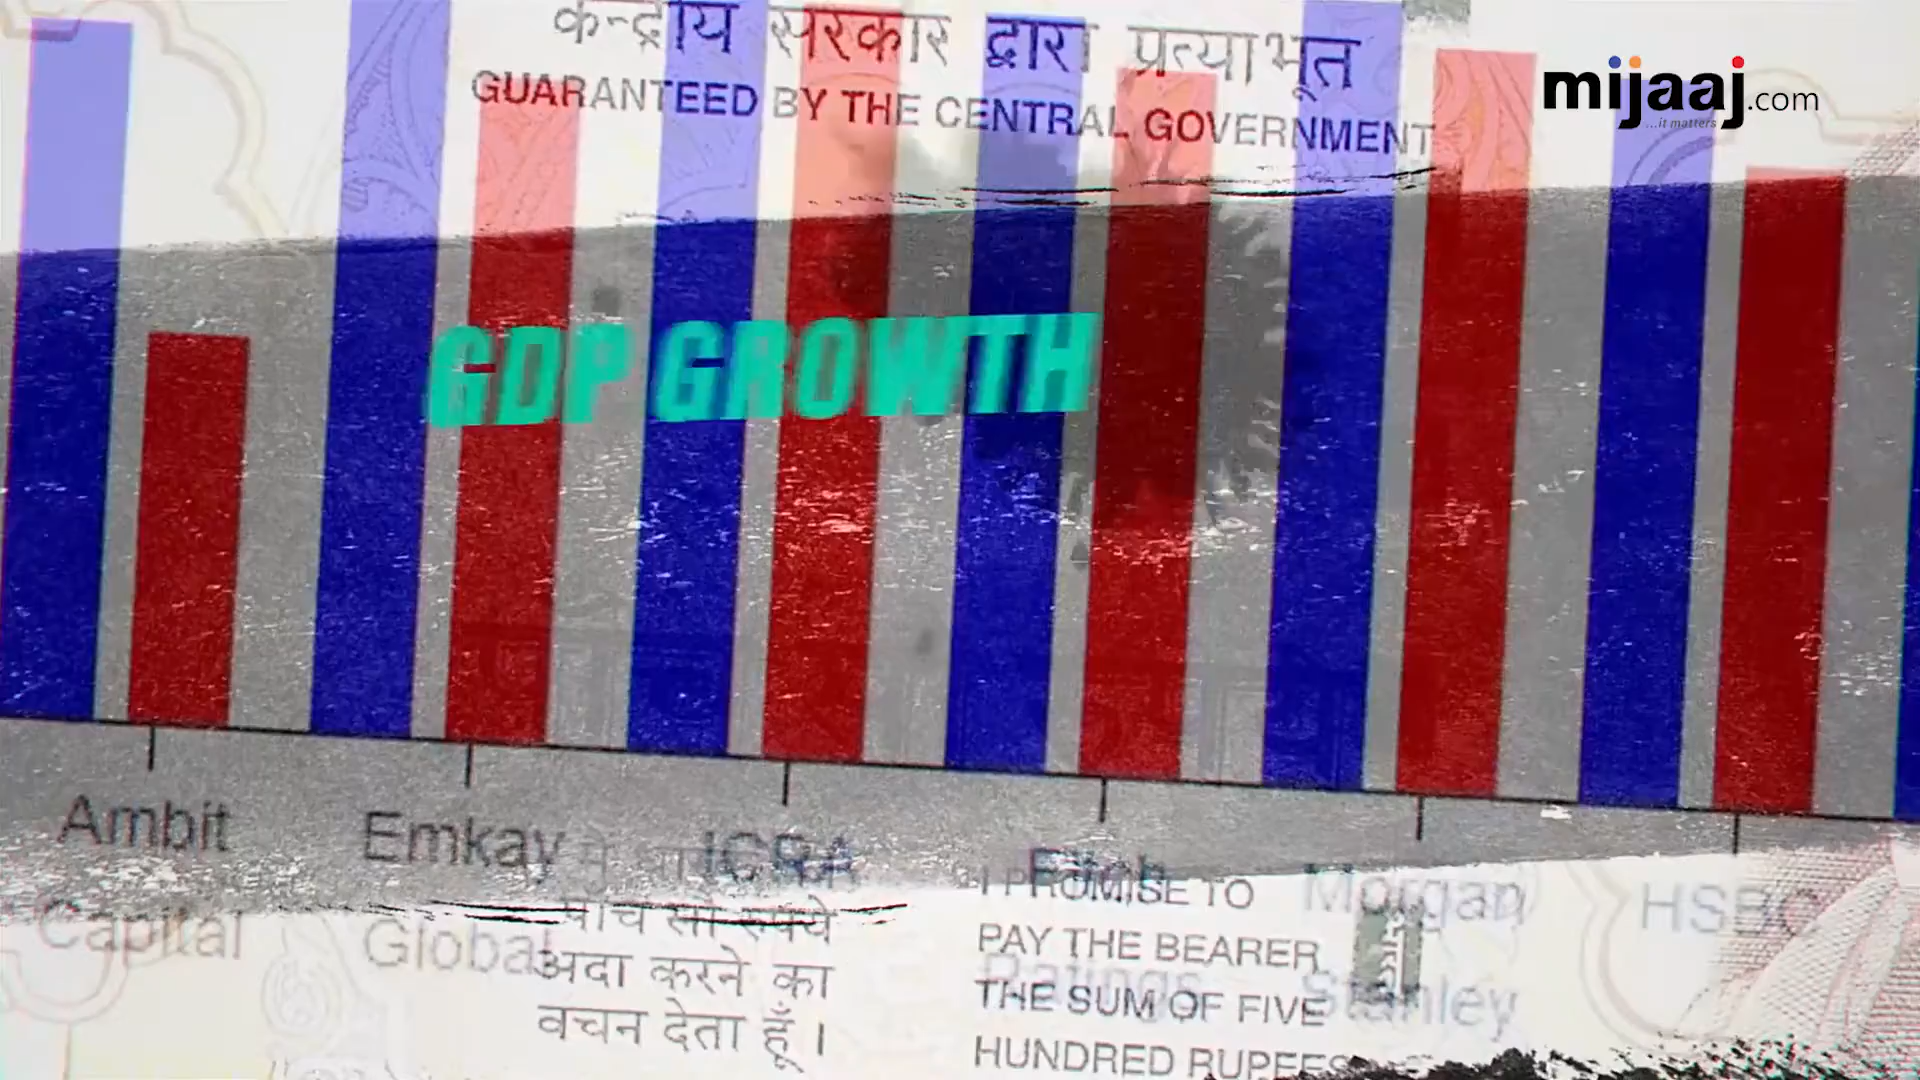 केन्द्रीय सरकार द्वारा प्रत्याभूत
GUARANTEED BY THE CENTRAL GOVERNMENT
mijaaj.com
...it matters
GDP GROWTH
Ambit
Capital
Emkay
Global
ICRA
Fitch
Ratings
Morgan
Stanley
HSBC
पाँच सौ रुपये
अदा करने का
वचन देता हूँ ।
I PROMISE TO
PAY THE BEARER
THE SUM OF FIVE
HUNDRED RUPEES